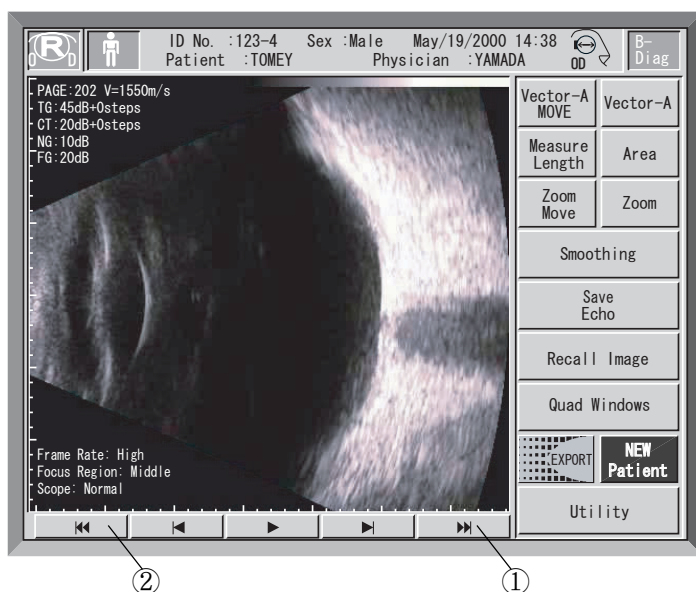 R
O D
ID No. :123-4 Sex :Male May/19/2000 14:38
Patient :TOMEY Physician :YAMADA
OD
B-
Diag
PAGE:202 V=1550m/s
TG:45dB+0steps
CT:20dB+0steps
NG:10dB
FG:20dB
Vector-A
MOVE
Vector-A
Measure
Length
Area
Zoom
Move
Zoom
Smoothing
Save
Echo
Recall Image
Quad Windows
EXPORT
NEW
Patient
Utility
Frame Rate: High
Focus Region: Middle
Scope: Normal
② ①